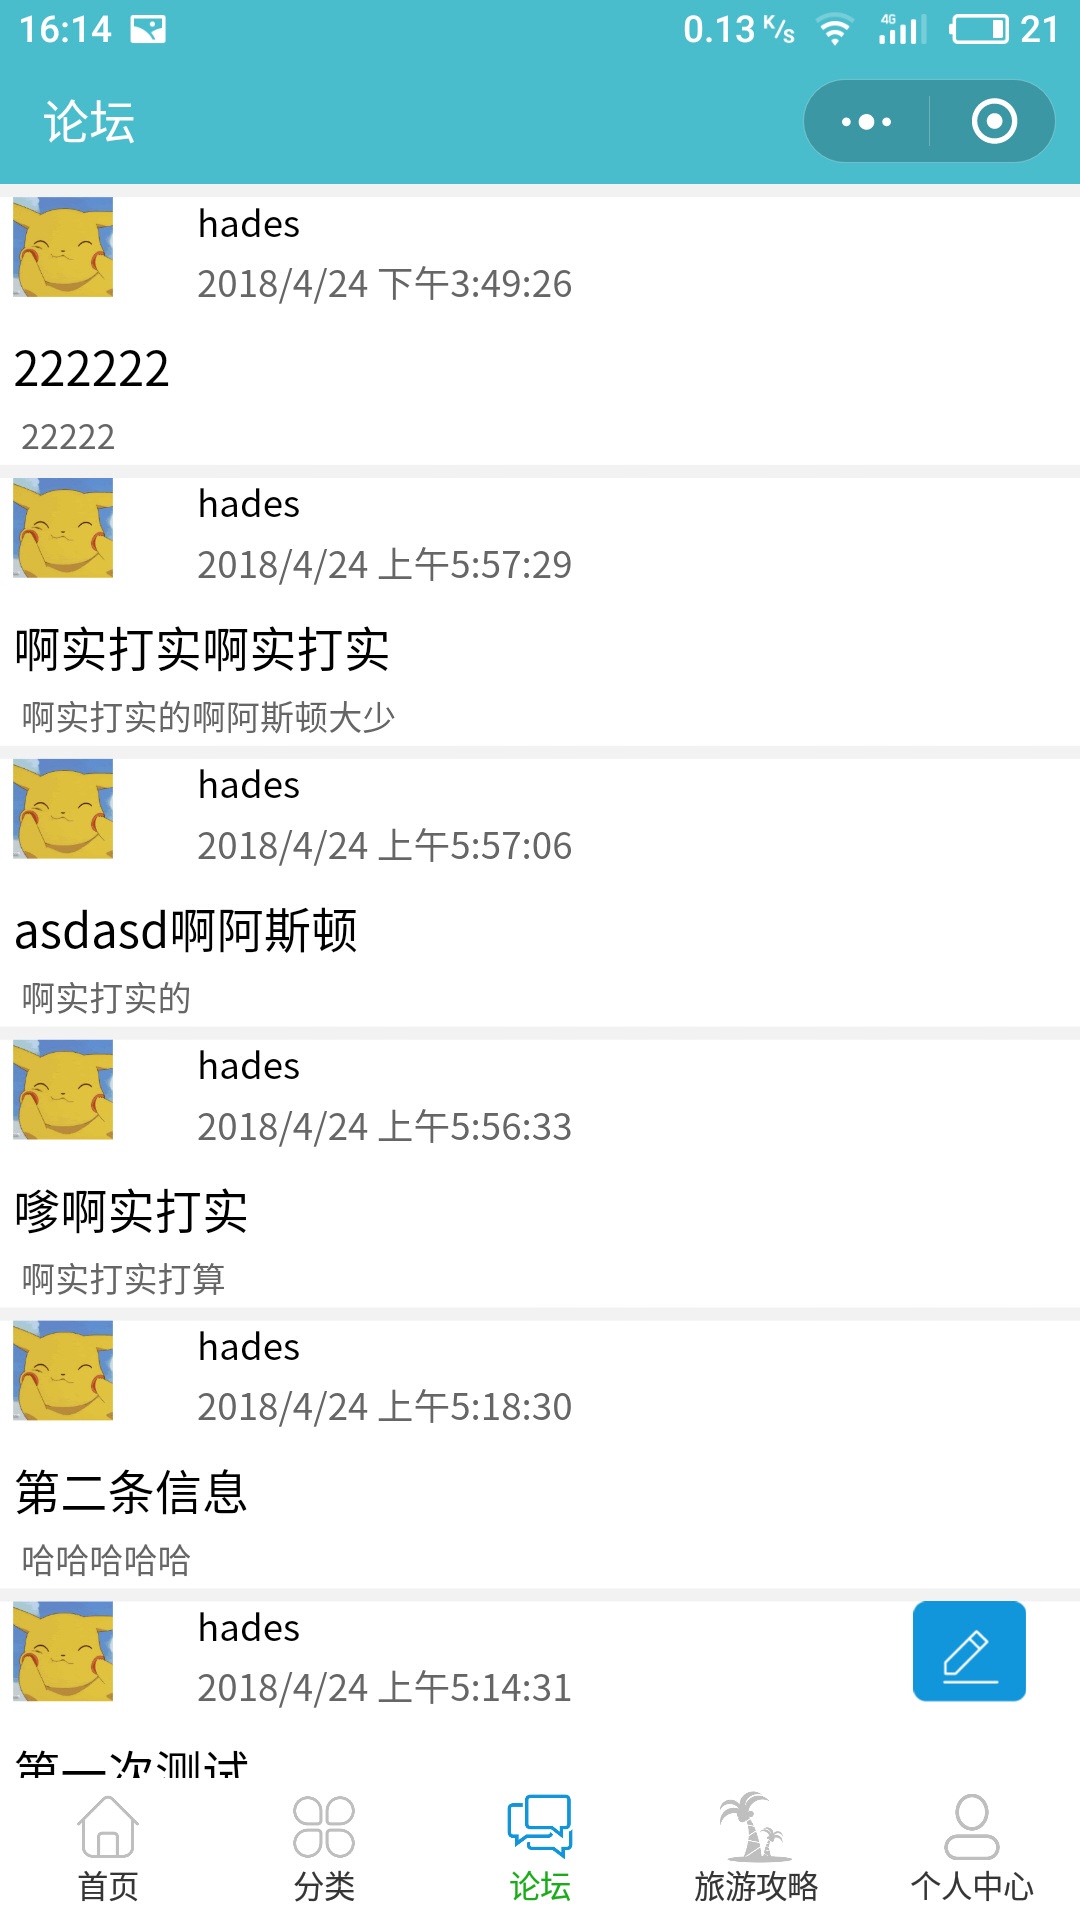 16:14 0.13 K/s 4G 21
论坛
hades
2018/4/24 下午3:49:26
222222
22222
hades
2018/4/24 上午5:57:29
啊实打实啊实打实
啊实打实的啊阿斯顿大少
hades
2018/4/24 上午5:57:06
asdasd啊阿斯顿
啊实打实的
hades
2018/4/24 上午5:56:33
嗲啊实打实
啊实打实打算
hades
2018/4/24 上午5:18:30
第二条信息
哈哈哈哈哈
hades
2018/4/24 上午5:14:31
第一次测试
首页 分类 论坛 旅游攻略 个人中心